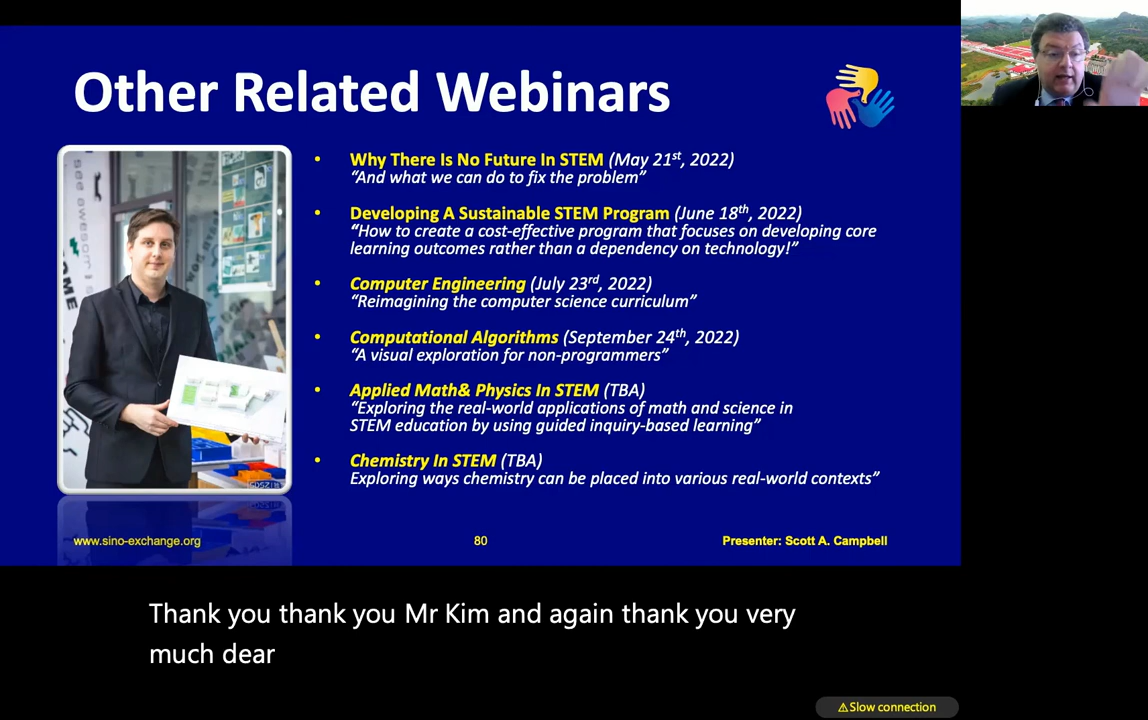 Other Related Webinars
• Why There Is No Future In STEM (May 21st, 2022)
“And what we can do to fix the problem”
• Developing A Sustainable STEM Program (June 18th, 2022)
“How to create a cost-effective program that focuses on developing core
learning outcomes rather than a dependency on technology!”
• Computer Engineering (July 23rd, 2022)
“Reimagining the computer science curriculum”
• Computational Algorithms (September 24th, 2022)
“A visual exploration for non-programmers”
• Applied Math& Physics In STEM (TBA)
“Exploring the real-world applications of math and science in
STEM education by using guided inquiry-based learning”
• Chemistry In STEM (TBA)
Exploring ways chemistry can be placed into various real-world contexts”
www.sino-exchange.org
80
Presenter: Scott A. Campbell
Thank you thank you Mr Kim and again thank you very
much dear
⚠Slow connection